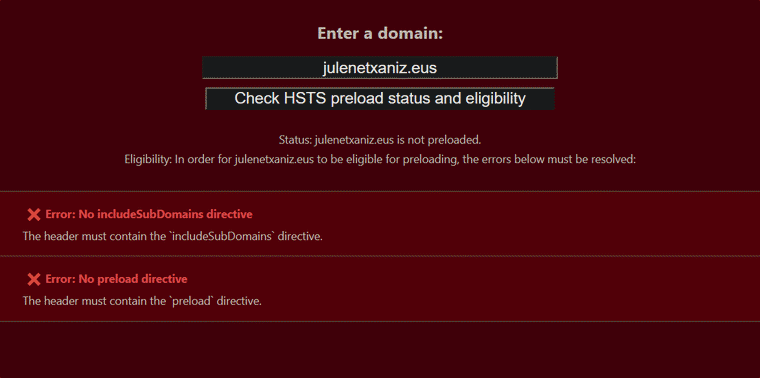 Enter a domain:
julenetxaniz.eus
Check HSTS preload status and eligibility
Status: julenetxaniz.eus is not preloaded.
Eligibility: In order for julenetxaniz.eus to be eligible for preloading, the errors below must be resolved:
❌ Error: No includeSubDomains directive
The header must contain the `includeSubDomains` directive.
❌ Error: No preload directive
The header must contain the `preload` directive.